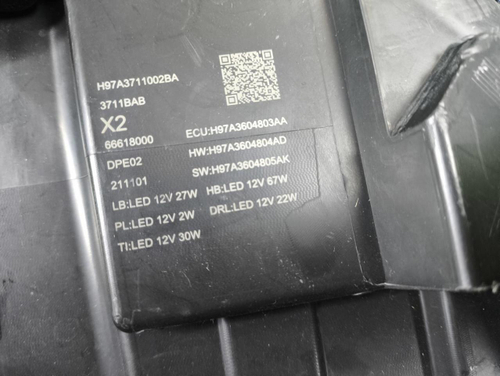 H97A3711002BA
3711BAB
X2
66618000 ECU:H97A3604803AA
DPE02 HW:H97A3604804AD
211101 SW:H97A3604805AK
LB:LED 12V 27W HB:LED 12V 67W
PL:LED 12V 2W DRL:LED 12V 22W
TI:LED 12V 30W